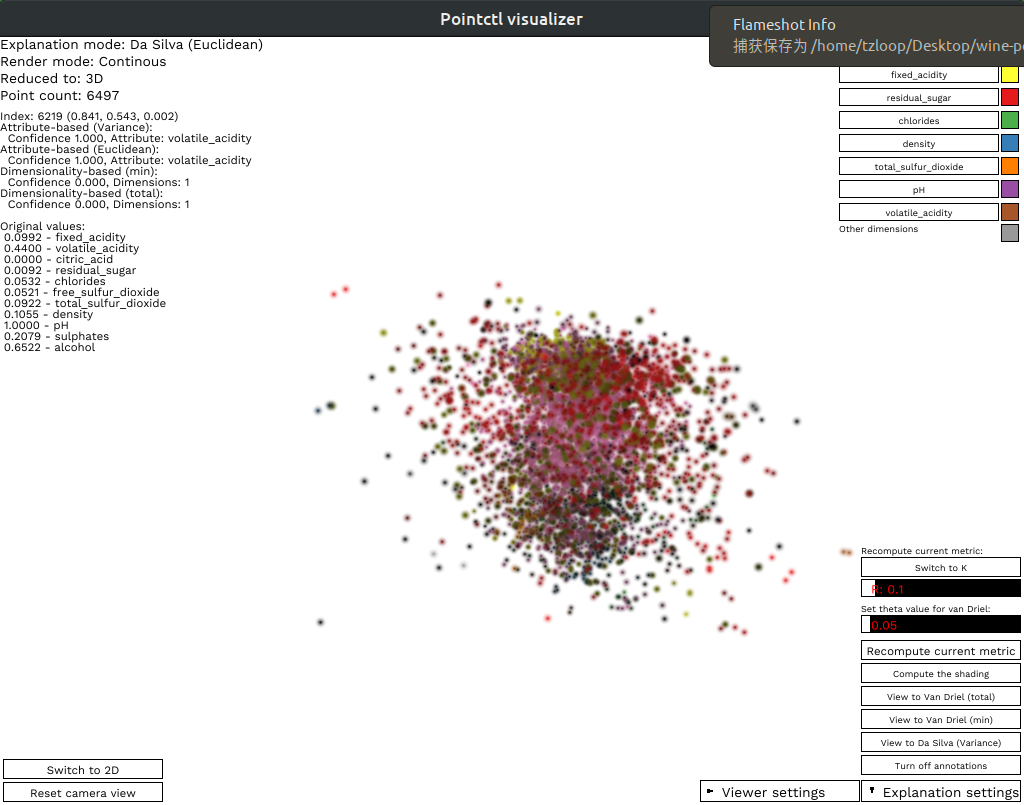 Pointctl visualizer
Flameshot Info
捕获保存为 /home/tzloop/Desktop/wine-p
Explanation mode: Da Silva (Euclidean)
Render mode: Continous
Reduced to: 3D
Point count: 6497
Index: 6219 (0.841, 0.543, 0.002)
Attribute-based (Variance):
Confidence 1.000, Attribute: volatile_acidity
Attribute-based (Euclidean):
Confidence 1.000, Attribute: volatile_acidity
Dimensionality-based (min):
Confidence 0.000, Dimensions: 1
Dimensionality-based (total):
Confidence 0.000, Dimensions: 1
Original values:
0.0992 - fixed_acidity
0.4400 - volatile_acidity
0.0000 - citric_acid
0.0092 - residual_sugar
0.0532 - chlorides
0.0521 - free_sulfur_dioxide
0.0922 - total_sulfur_dioxide
0.1055 - density
1.0000 - pH
0.2079 - sulphates
0.6522 - alcohol
fixed_acidity
residual_sugar
chlorides
density
total_sulfur_dioxide
pH
volatile_acidity
Other dimensions
Recompute current metric:
Switch to K
R: 0.1
Set theta value for van Driel:
0.05
Recompute current metric
Compute the shading
View to Van Driel (total)
View to Van Driel (min)
View to Da Silva (Variance)
Turn off annotations
Switch to 2D
Reset camera view
Viewer settings
Explanation settings